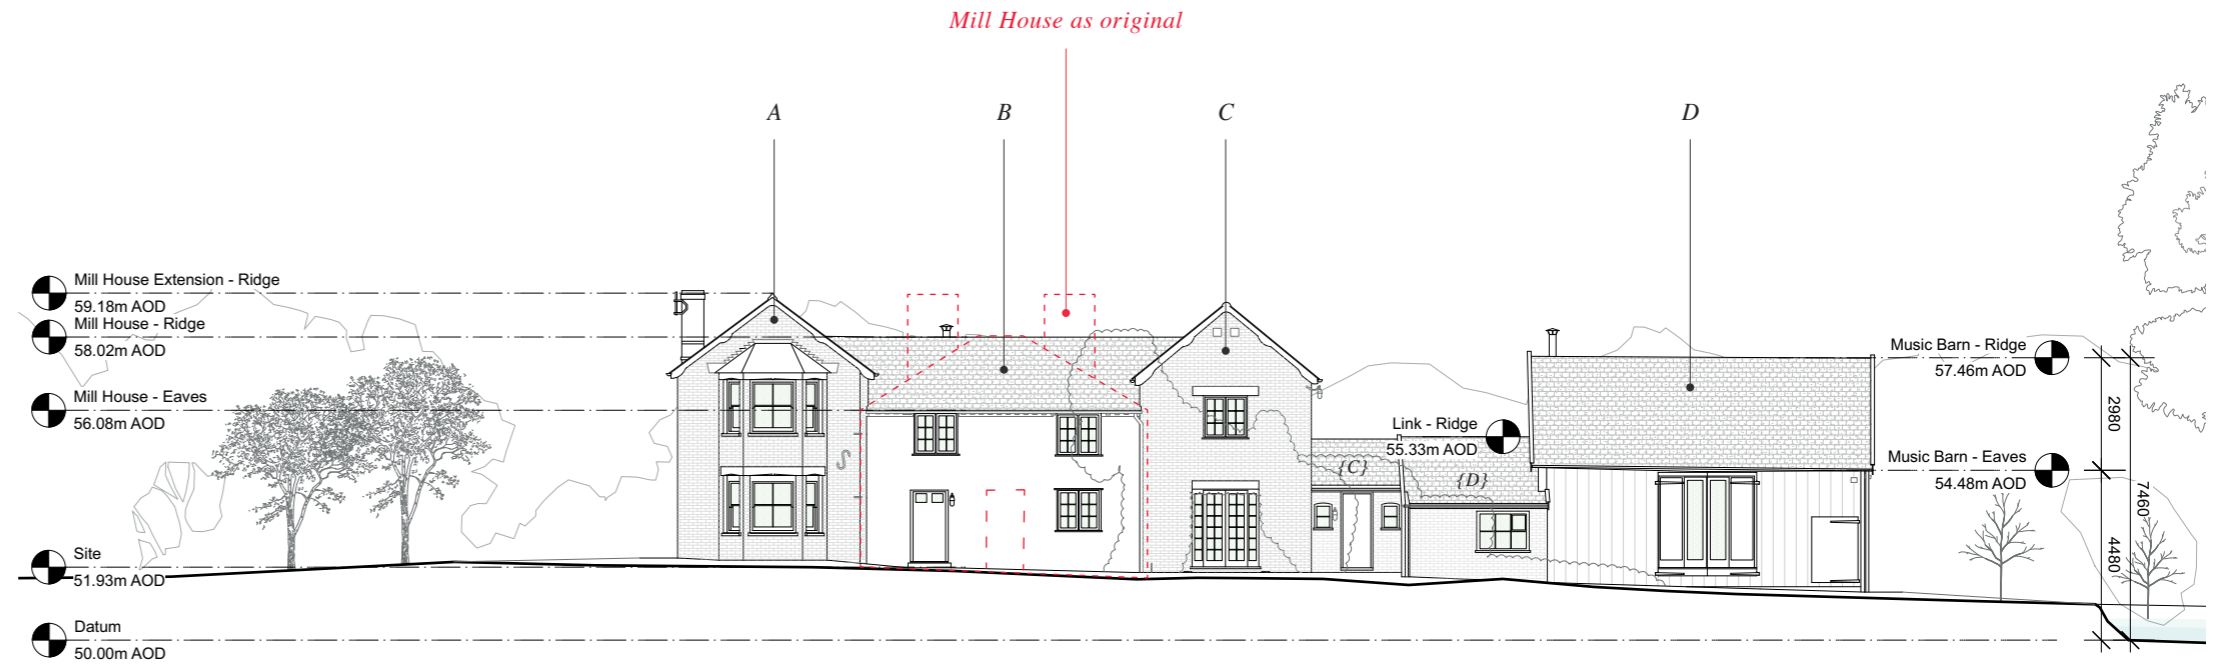 Mill House as original
A
B
C
D
Mill House Extension - Ridge
59.18m AOD
Mill House - Ridge
58.02m AOD
Mill House - Eaves
56.08m AOD
Site
51.93m AOD
Datum
50.00m AOD
Link - Ridge
55.33m AOD
{C}
{D}
Music Barn - Ridge
57.46m AOD
Music Barn - Eaves
54.48m AOD
2980
7460
4480